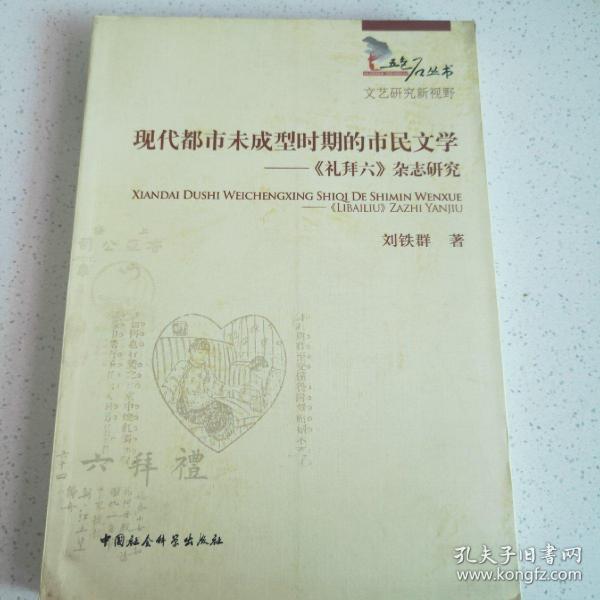 五色石丛书
文艺研究新视野
现代都市未成型时期的市民文学
——《礼拜六》杂志研究
XIANDAI DUSHI WEICHENGXING SHIQI DE SHIMIN WENXUE
——《LIBAILIU》ZAZHI YANJIU
刘铁群 著
六拜禮
中国社会科学出版社
孔夫子旧书网
www.kongfz.com